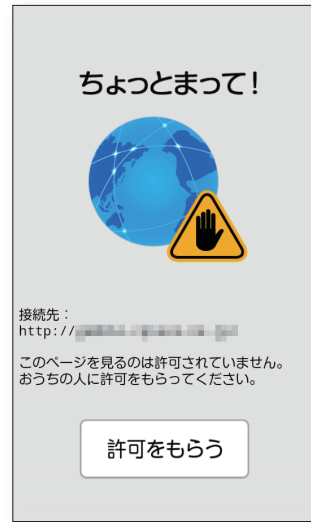 ちょっとまって！
接続先：
http://
このページを見るのは許可されていません。
おうちの人に許可をもらってください。
許可をもらう